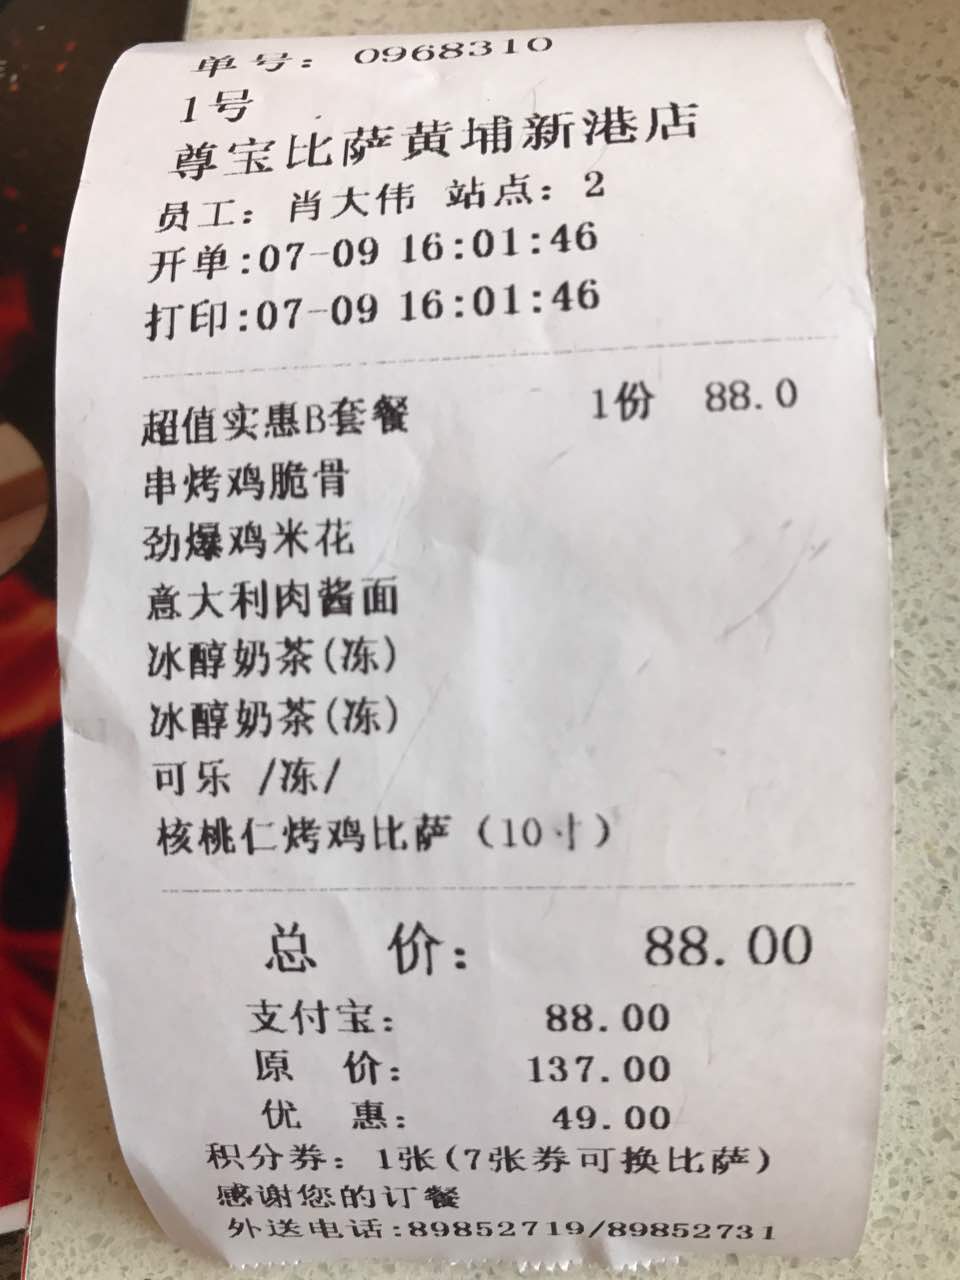 单号: 0968310
1号
尊宝比萨黄埔新港店
员工: 肖大伟 站点: 2
开单:07-09 16:01:46
打印:07-09 16:01:46
超值实惠B套餐 1份 88.0
串烤鸡脆骨
劲爆鸡米花
意大利肉酱面
冰醇奶茶(冻)
冰醇奶茶(冻)
可乐 /冻/
核桃仁烤鸡比萨（10寸）
总 价: 88.00
支付宝: 88.00
原 价: 137.00
优 惠: 49.00
积分券: 1张(7张券可换比萨)
感谢您的订餐
外送电话:89852719/89852731